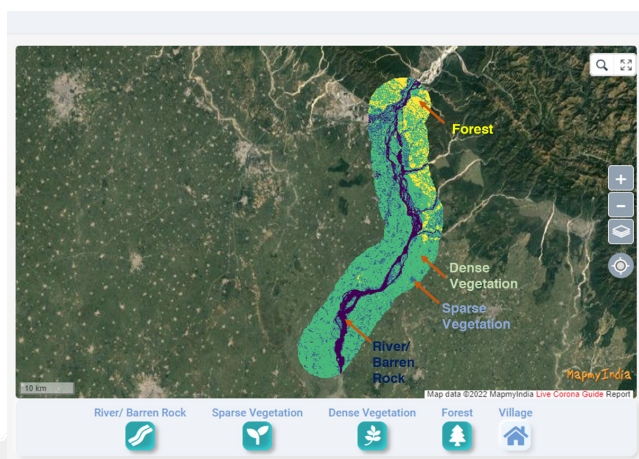 Forest
Dense
Vegetation
Sparse
Vegetation
River/
Barren
Rock
MapmyIndia
10 km
Map data ©2022 MapmyIndia Live Corona Guide Report
River/ Barren Rock Sparse Vegetation Dense Vegetation Forest Village